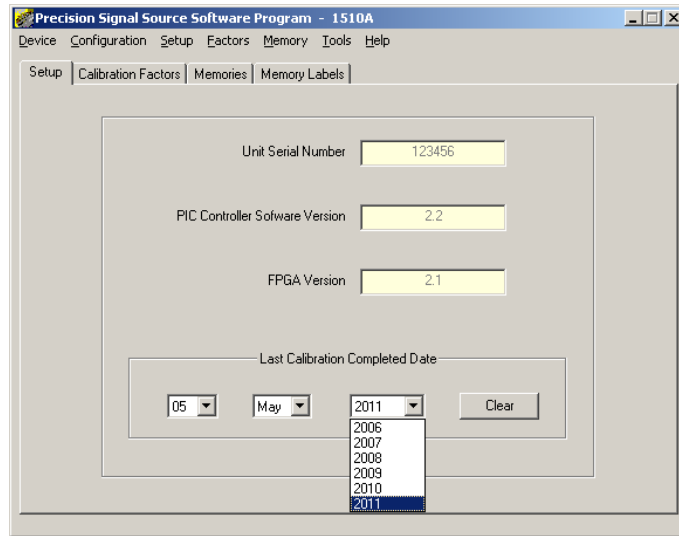 Precision Signal Source Software Program - 1510A
Device Configuration Setup Factors Memory Tools Help
Setup Calibration Factors Memories Memory Labels
Unit Serial Number 123456
PIC Controller Sofware Version 2.2
FPGA Version 2.1
Last Calibration Completed Date
05 May 2011 Clear
2006
2007
2008
2009
2010
2011